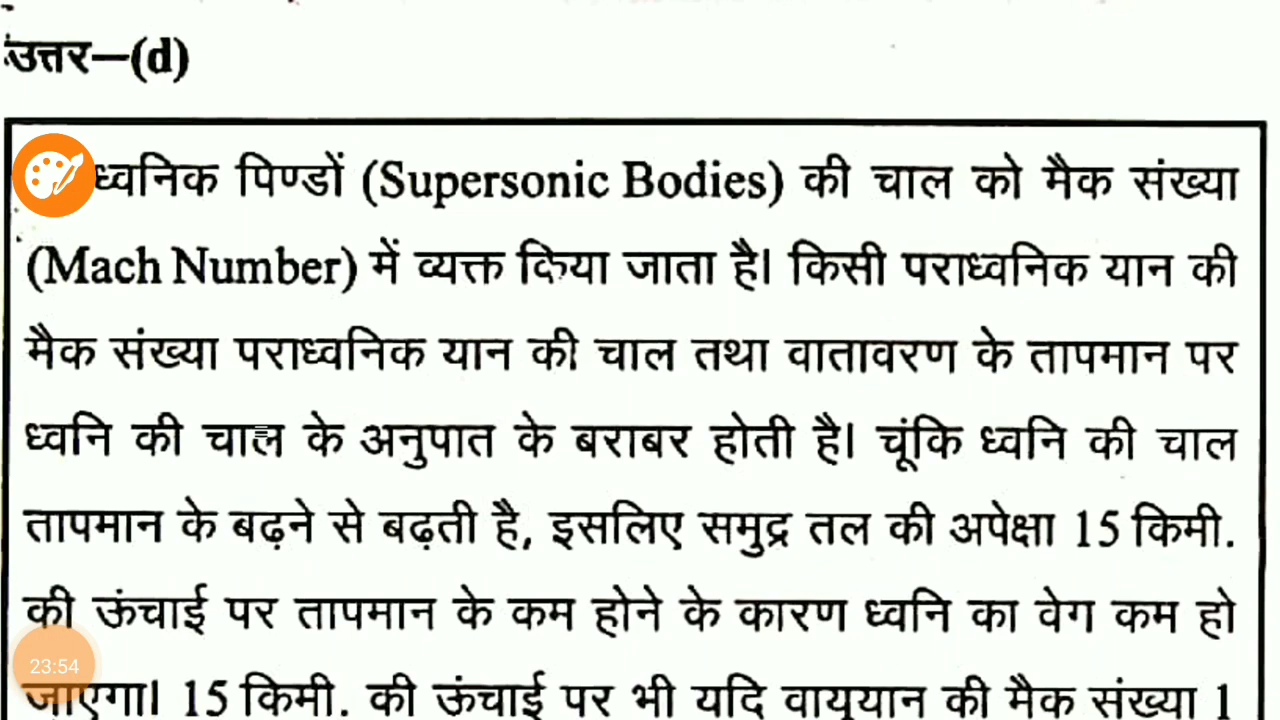 उत्तर—(d)
ध्वनिक पिण्डों (Supersonic Bodies) की चाल को मैक संख्या
(Mach Number) में व्यक्त किया जाता है। किसी पराध्वनिक यान की
मैक संख्या पराध्वनिक यान की चाल तथा वातावरण के तापमान पर
ध्वनि की चाल के अनुपात के बराबर होती है। चूंकि ध्वनि की चाल
तापमान के बढ़ने से बढ़ती है, इसलिए समुद्र तल की अपेक्षा 15 किमी.
की ऊंचाई पर तापमान के कम होने के कारण ध्वनि का वेग कम हो
23:54
जाएगा। 15 किमी. की ऊंचाई पर भी यदि वायुयान की मैक संख्या 1